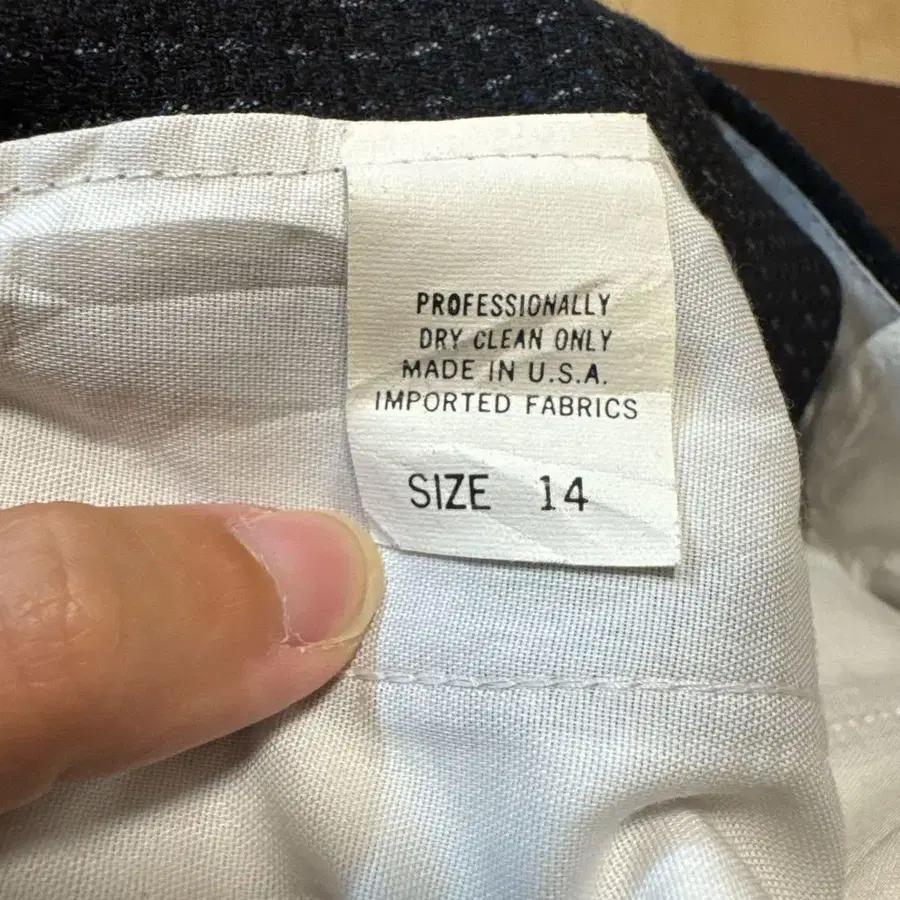 PROFESSIONALLY
DRY CLEAN ONLY
MADE IN U.S.A.
IMPORTED FABRICS
SIZE 14